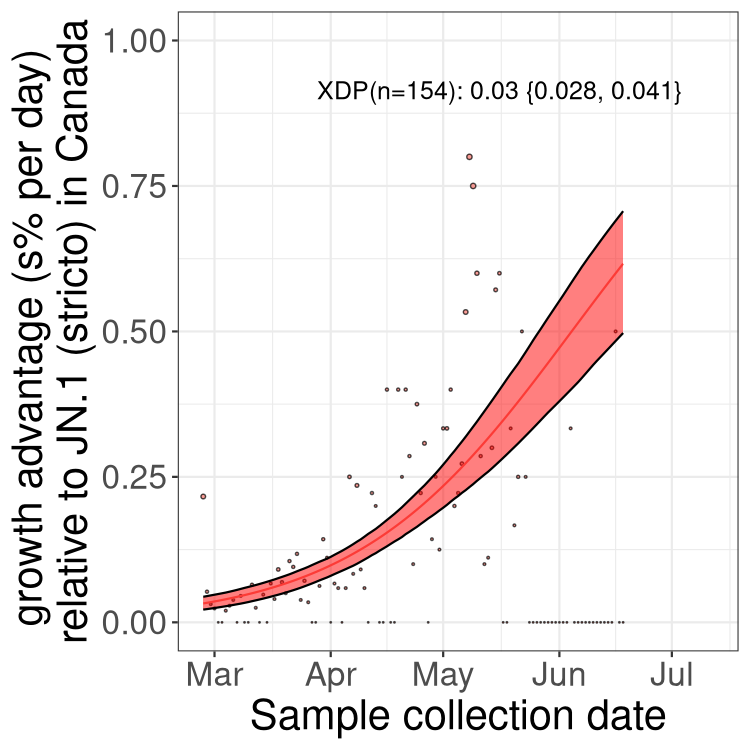 growth advantage (s% per day)
relative to JN.1 (stricto) in Canada
1.00
0.75
0.50
0.25
0.00
XDP(n=154): 0.03 {0.028, 0.041}
Mar Apr May Jun Jul
Sample collection date